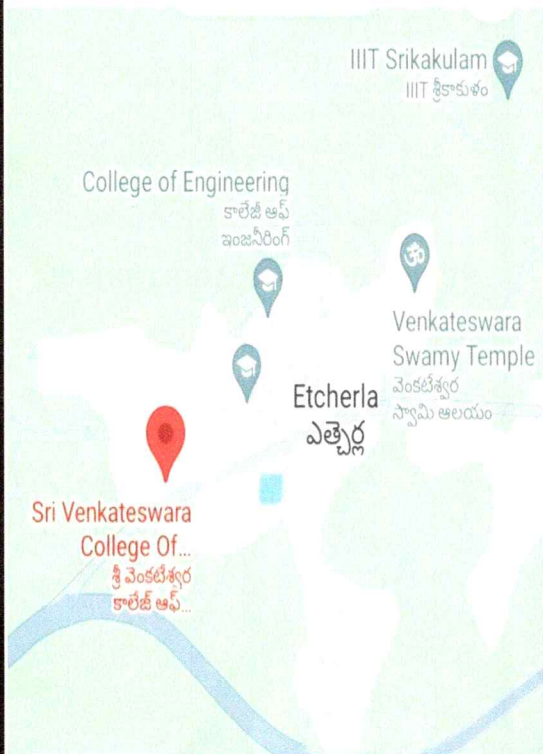 IIIT Srikakulam
IIIT శ్రీకాకుళం
College of Engineering
కాలేజీ ఆఫ్
ఇంజనీరింగ్
Venkateswara
Swamy Temple
వెంకటేశ్వర
స్వామి ఆలయం
Etcherla
ఎత్చెర్ల
Sri Venkateswara
College Of...
శ్రీ వెంకటేశ్వర
కాలేజ్ ఆఫ్...